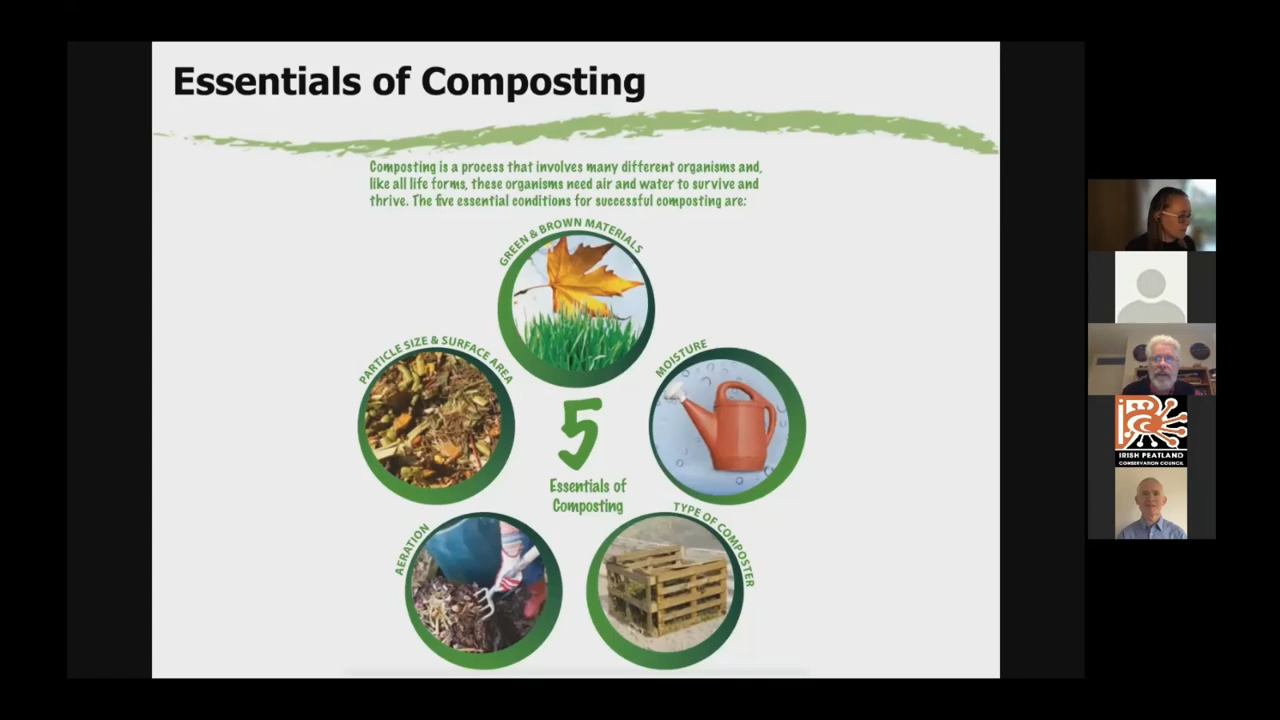 Essentials of Composting
Composting is a process that involves many different organisms and,
like all life forms, these organisms need air and water to survive and
thrive. The five essential conditions for successful composting are:
GREEN & BROWN MATERIALS
PARTICLE SIZE & SURFACE AREA
MOISTURE
5
Essentials of
Composting
AERATION
TYPE OF COMPOSTER
IPCC
IRISH PEATLAND
CONSERVATION COUNCIL